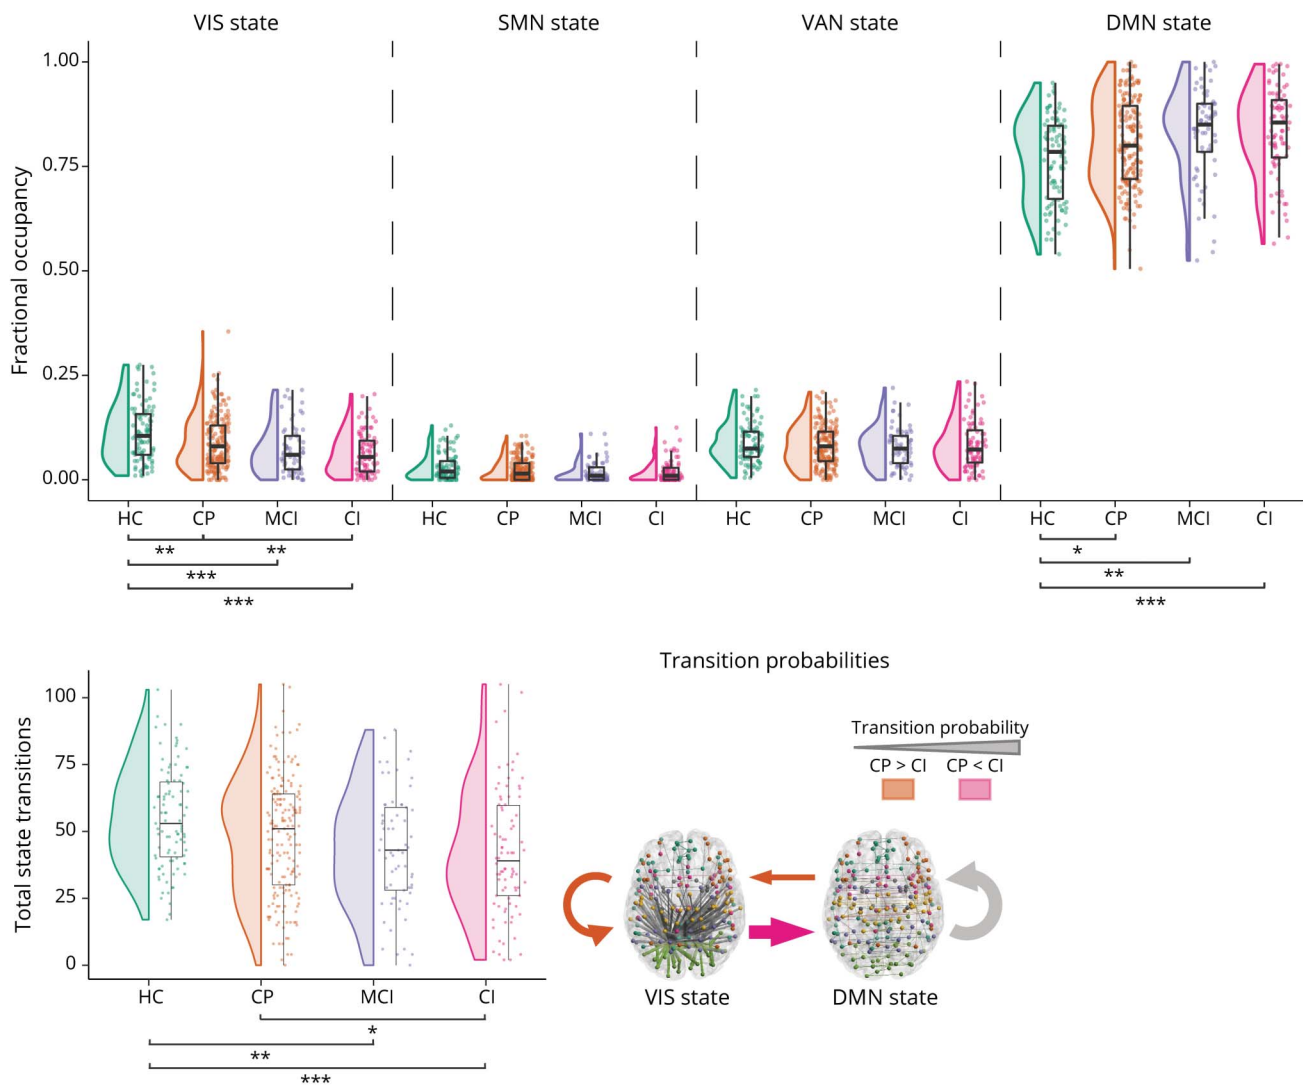 VIS state SMN state VAN state DMN state
Fractional occupancy
1.00
0.75
0.50
0.25
0.00
HC CP MCI CI HC CP MCI CI HC CP MCI CI HC CP MCI CI
** ** *
*** **
*** ***
Transition probabilities
Total state transitions
100
75
50
25
0
HC CP MCI CI
*
**
***
Transition probability
CP > CI CP < CI
VIS state DMN state